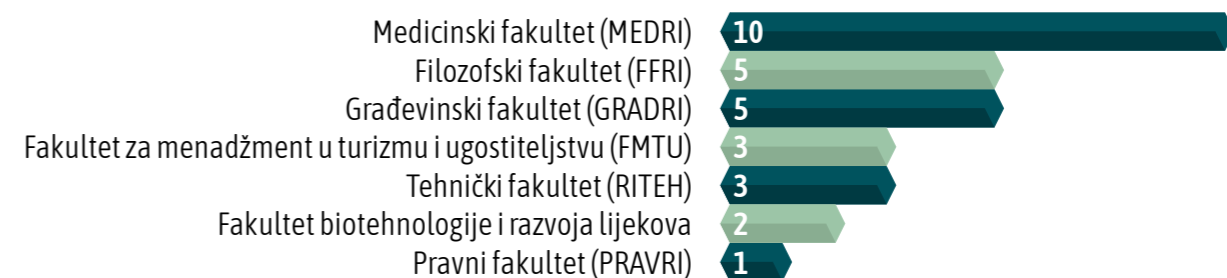 Medicinski fakultet (MEDRI) 10
Filozofski fakultet (FFRI) 5
Građevinski fakultet (GRADRI) 5
Fakultet za menadžment u turizmu i ugostiteljstvu (FMTU) 3
Tehnički fakultet (RITEH) 3
Fakultet biotehnologije i razvoja lijekova 2
Pravni fakultet (PRAVRI) 1